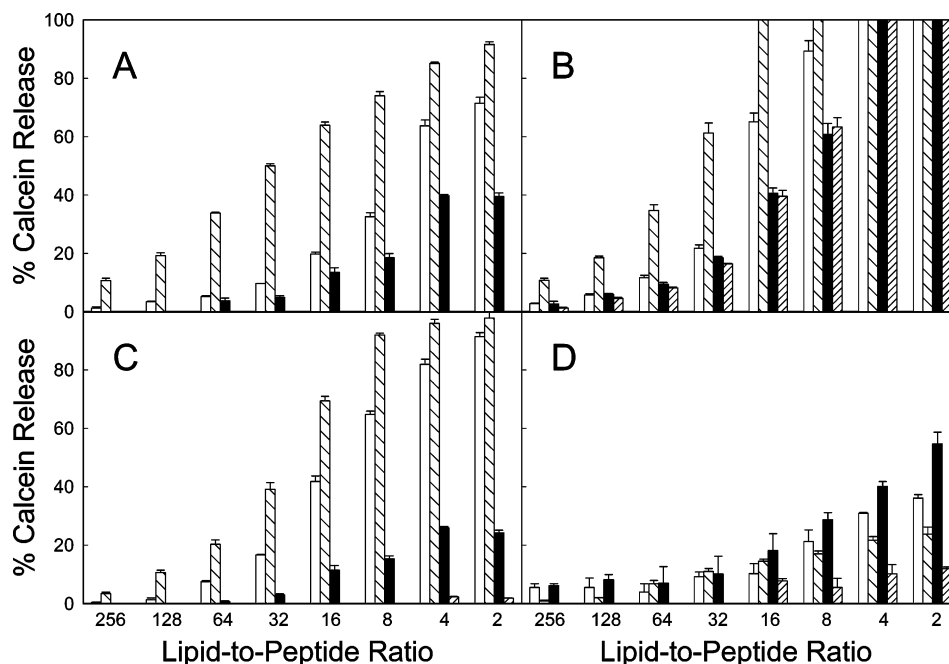 100
80
60
40
20
0
% Calcein Release
A
B
80
60
40
20
0
% Calcein Release
C
D
256 128 64 32 16 8 4 2
256 128 64 32 16 8 4 2
Lipid-to-Peptide Ratio
Lipid-to-Peptide Ratio